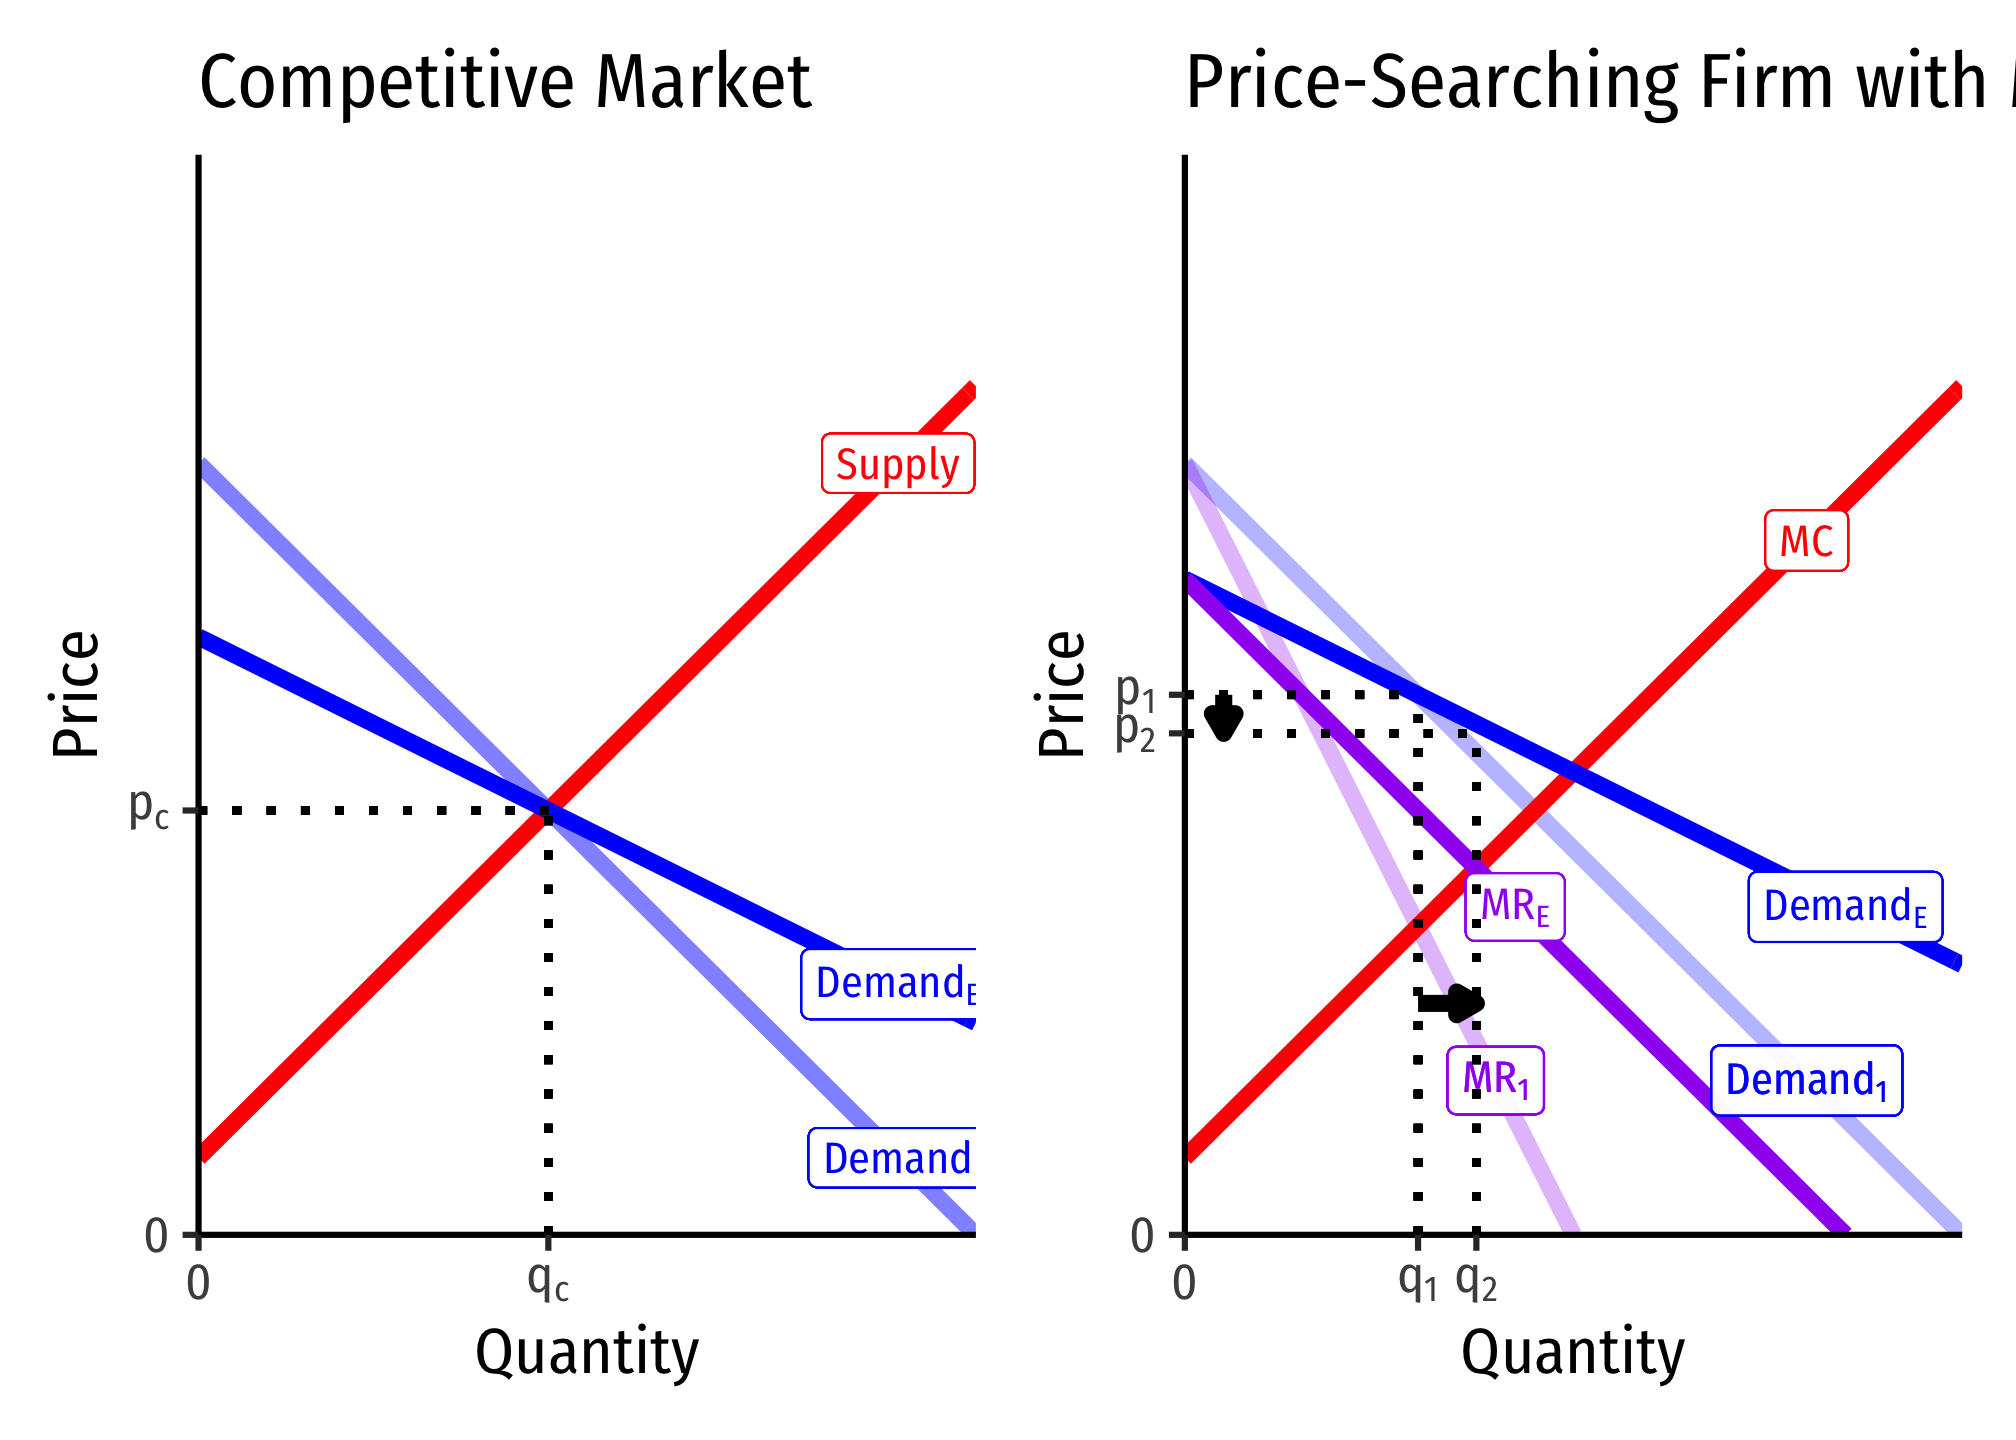 Competitive Market
Price
Supply
p_c
Demand_E
Demand
0
0
q_c
Quantity
Price-Searching Firm with
Price
MC
p₁
p₂
MR_E
Demand_E
MR₁
Demand₁
0
0
q₁
q₂
Quantity